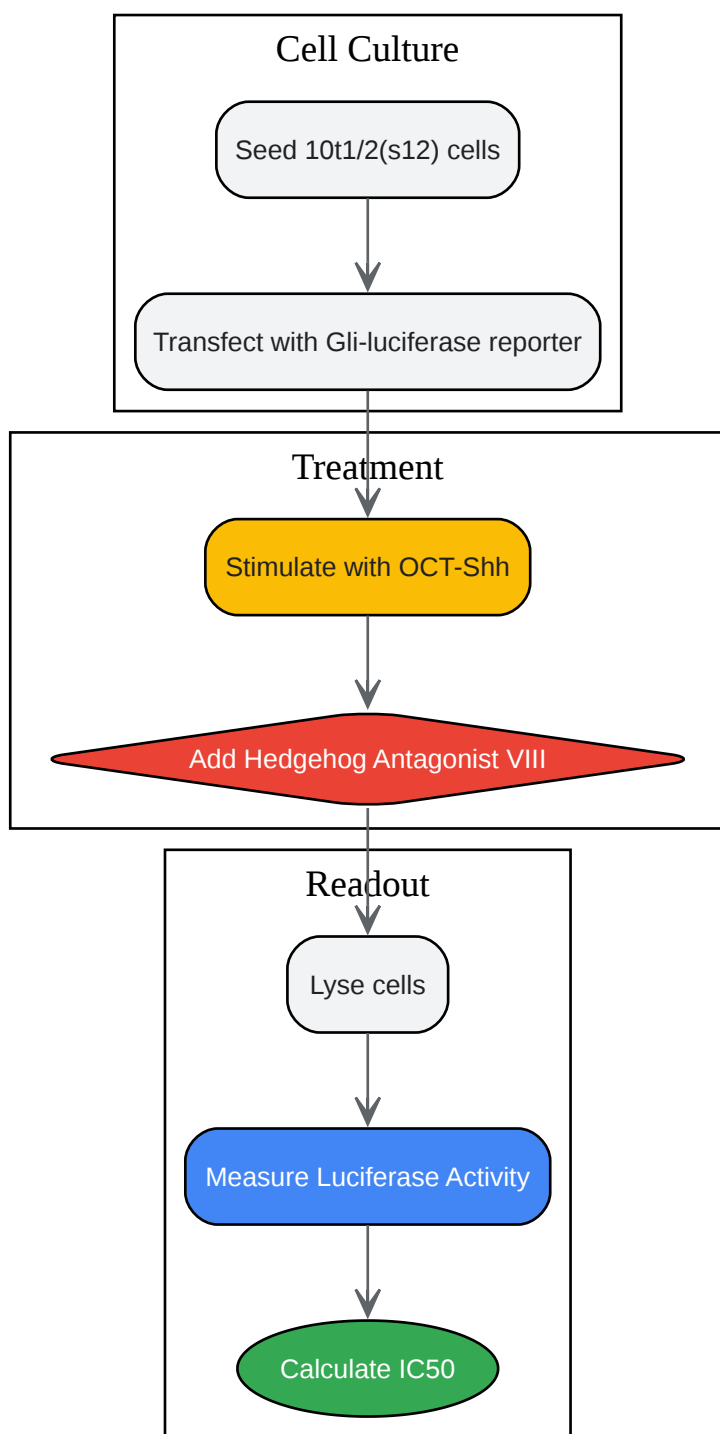 Cell Culture
Seed 10t1/2(s12) cells
Transfect with Gli-luciferase reporter
Treatment
Stimulate with OCT-Shh
Add Hedgehog Antagonist VIII
Readout
Lyse cells
Measure Luciferase Activity
Calculate IC50